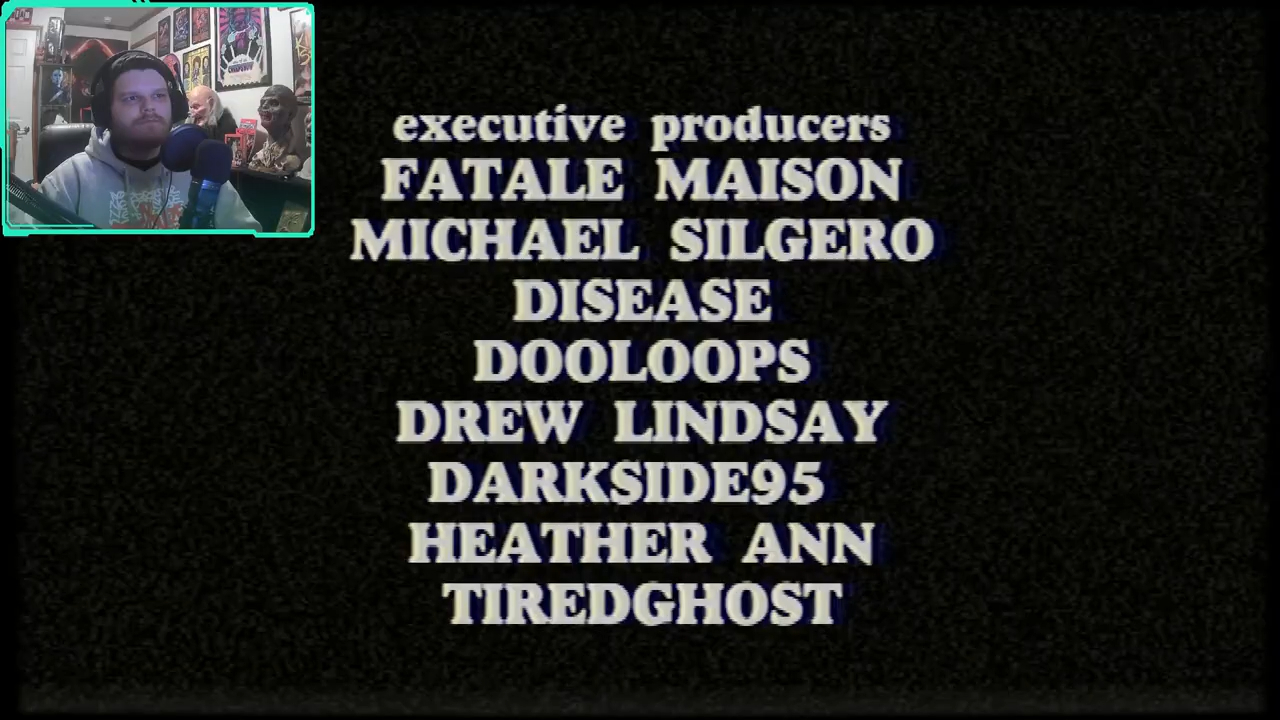 executive producers
FATALE MAISON
MICHAEL SILGERO
DISEASE
DOOLOOPS
DREW LINDSAY
DARKSIDE95
HEATHER ANN
TIREDGHOST